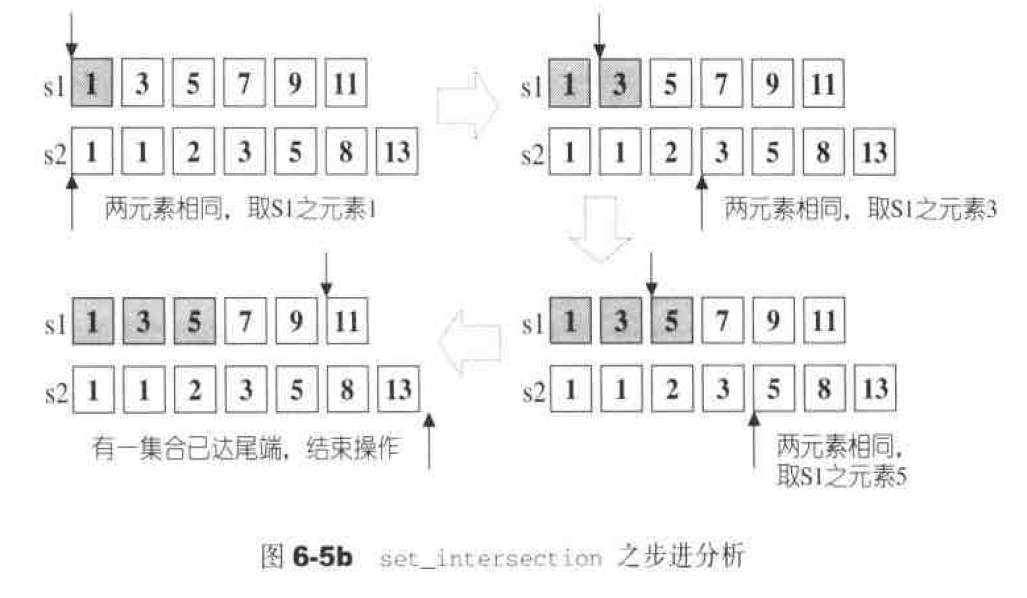 s1 1 3 5 7 9 11
s2 1 1 2 3 5 8 13
两元素相同，取S1之元素1
s1 1 3 5 7 9 11
s2 1 1 2 3 5 8 13
两元素相同，取S1之元素3
s1 1 3 5 7 9 11
s2 1 1 2 3 5 8 13
有一集合已达尾端，结束操作
s1 1 3 5 7 9 11
s2 1 1 2 3 5 8 13
两元素相同，
取S1之元素5
图 6-5b set_intersection 之步进分析